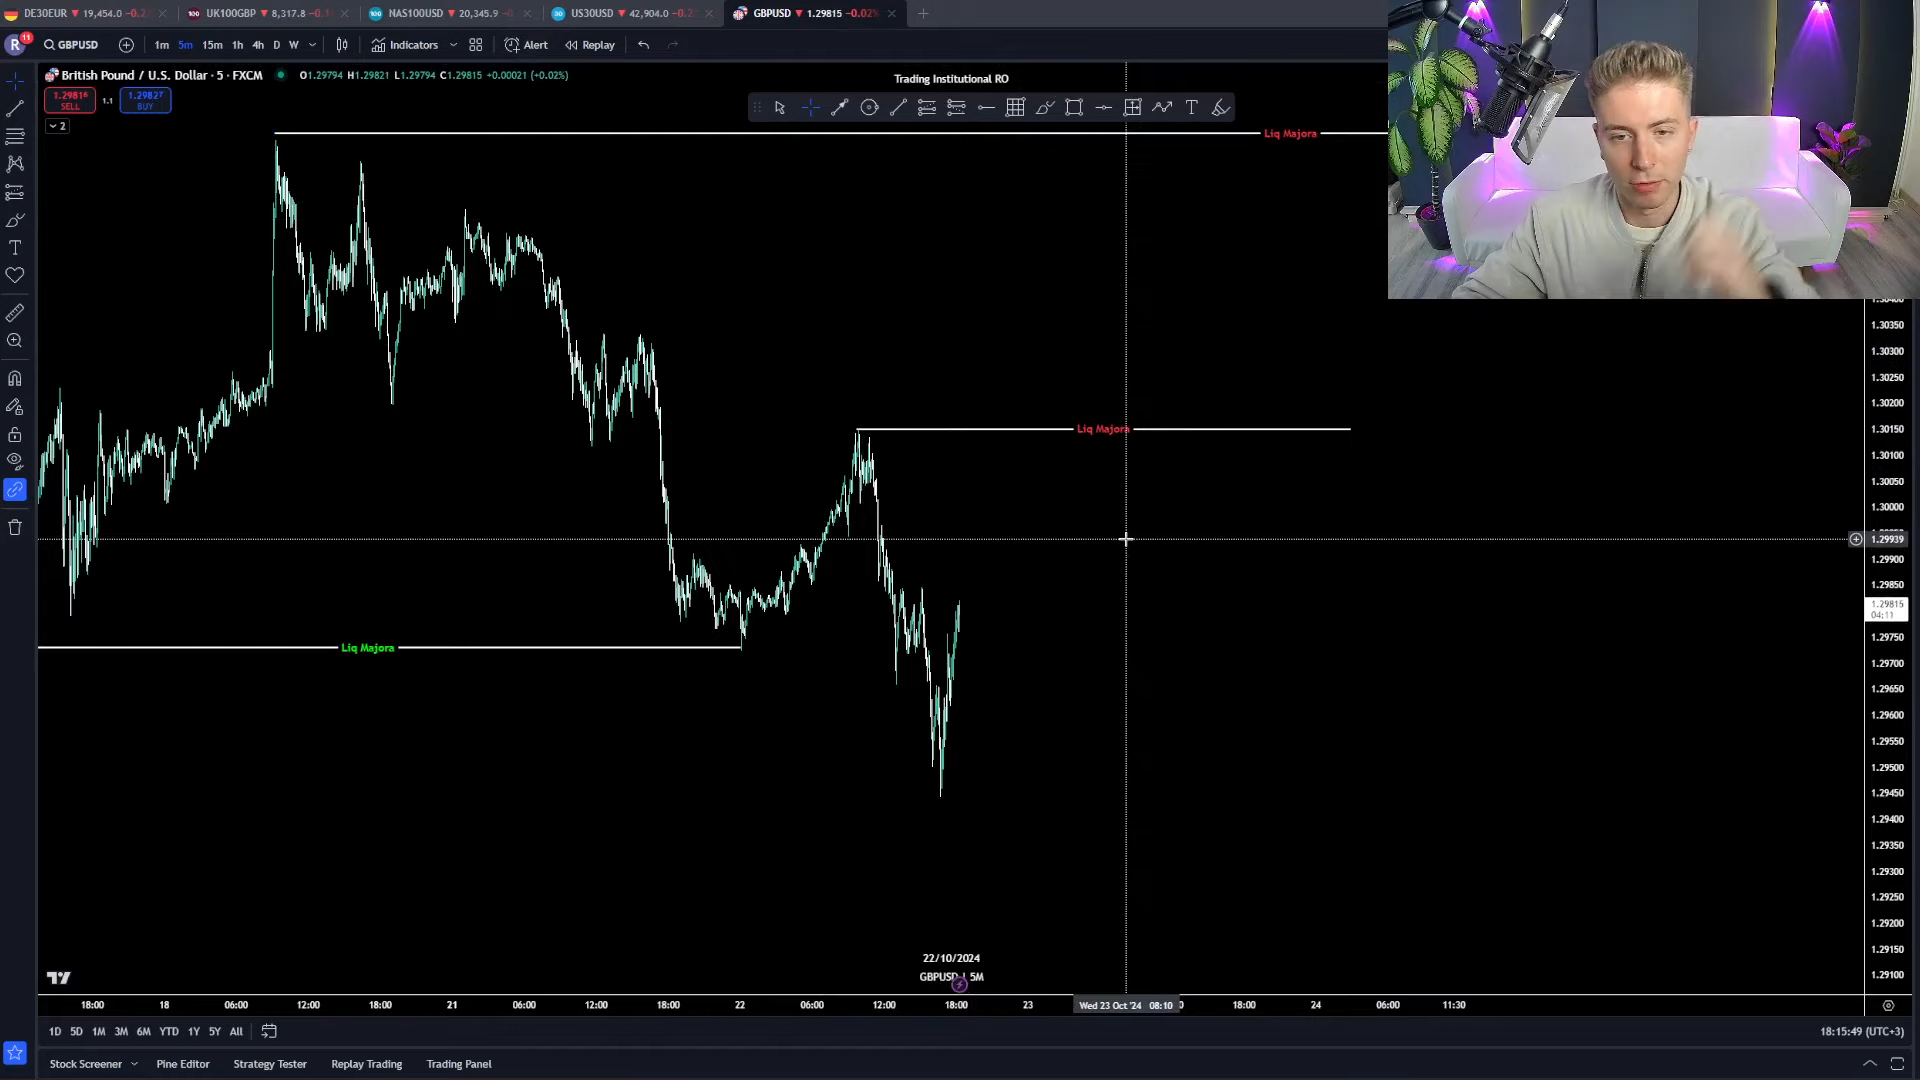 DE30EUR ▼ 19,454.0 UK100GBP ▼ 8,317.8 NAS100USD ▼ 20,345.9 US30USD ▼ 42,904.0 GBPUSD ▼ 1.29815 -0.02%
R 11 GBPUSD 1m 5m 15m 1h 4h D W Indicators Alert Replay
British Pound / U.S. Dollar · 5 · FXCM O1.29794 H1.29821 L1.29794 C1.29815 +0.00021 (+0.02%)
Trading Institutional RO
1.29816 1.1 1.29827
SELL BUY
2
Liq Majora
1.30350
1.30300
1.30250
1.30200
Liq Majora 1.30150
1.30100
1.30050
1.30000
1.29939
1.29900
1.29850
1.29815
04:11
1.29750
Liq Majora
1.29700
1.29650
1.29600
1.29550
1.29500
1.29450
1.29400
1.29350
1.29300
1.29250
1.29200
1.29150
1.29100
22/10/2024
GBPUSD | 5M
18:00 18 06:00 12:00 18:00 21 06:00 12:00 18:00 22 06:00 12:00 18:00 23 Wed 23 Oct '24 08:10 18:00 24 06:00 11:30
1D 5D 1M 3M 6M YTD 1Y 5Y All 18:15:49 (UTC+3)
Stock Screener Pine Editor Strategy Tester Replay Trading Trading Panel